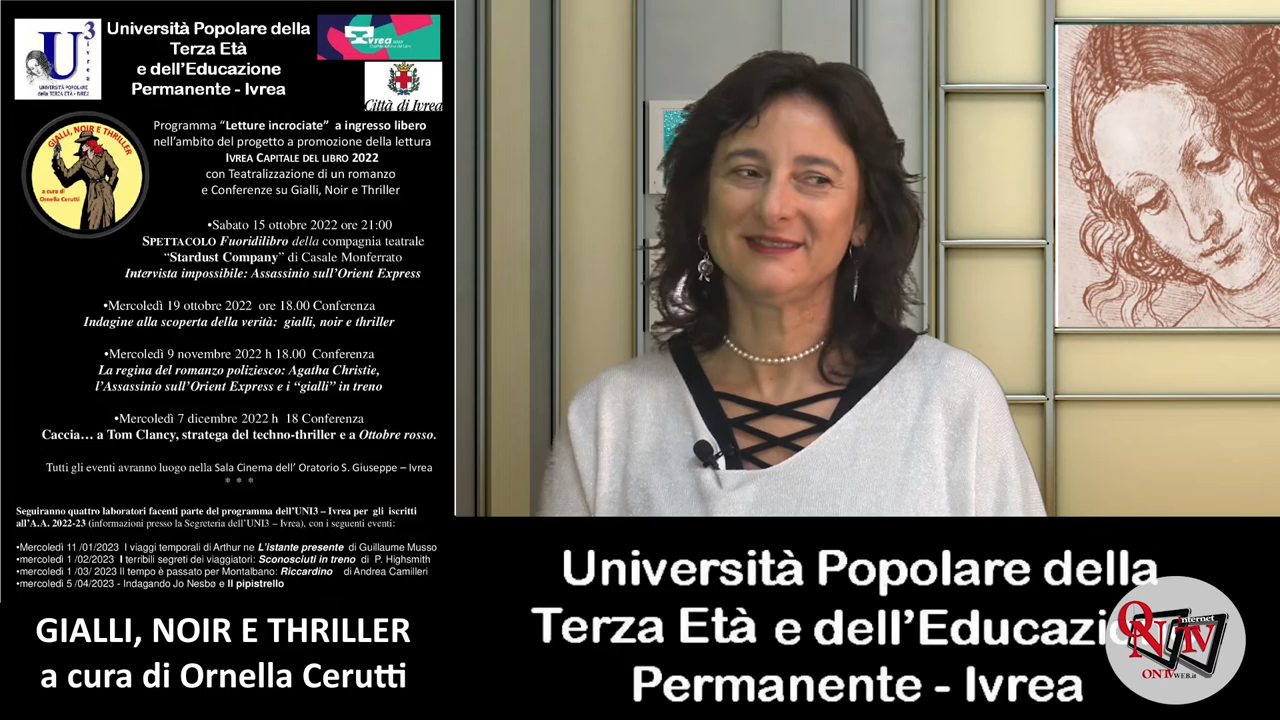 U3
ivrea
UNIVERSITÀ POPOLARE
della TERZA ETÀ - IVREA
Università Popolare della
Terza Età
e dell'Educazione
Permanente - Ivrea
Ivrea
Città di Ivrea
GIALLI, NOIR E THRILLER
a cura di
Ornella Cerutti
Programma "Letture incrociate" a ingresso libero
nell'ambito del progetto a promozione della lettura
IVREA CAPITALE DEL LIBRO 2022
con Teatralizzazione di un romanzo
e Conferenze su Gialli, Noir e Thriller
•Sabato 15 ottobre 2022 ore 21:00
SPETTACOLO Fuoridilibro della compagnia teatrale
"Stardust Company" di Casale Monferrato
Intervista impossibile: Assassinio sull'Orient Express
•Mercoledì 19 ottobre 2022 ore 18.00 Conferenza
Indagine alla scoperta della verità: gialli, noir e thriller
•Mercoledì 9 novembre 2022 h 18.00 Conferenza
La regina del romanzo poliziesco: Agatha Christie,
l'Assassinio sull'Orient Express e i "gialli" in treno
•Mercoledì 7 dicembre 2022 h 18 Conferenza
Caccia… a Tom Clancy, stratega del techno-thriller e a Ottobre rosso.
Tutti gli eventi avranno luogo nella Sala Cinema dell' Oratorio S. Giuseppe – Ivrea
* * *
Seguiranno quattro laboratori facenti parte del programma dell'UNI3 – Ivrea per gli iscritti
all'A.A. 2022-23 (informazioni presso la Segreteria dell'UNI3 – Ivrea), con i seguenti eventi:
•Mercoledì 11 /01/2023 I viaggi temporali di Arthur ne L'istante presente di Guillaume Musso
•mercoledì 1 /02/2023 I terribili segreti dei viaggiatori: Sconosciuti in treno di P. Highsmith
•mercoledì 1 /03/ 2023 Il tempo è passato per Montalbano: Riccardino di Andrea Camilleri
•mercoledì 5 /04/2023 - Indagando Jo Nesbo e Il pipistrello
GIALLI, NOIR E THRILLER
a cura di Ornella Cerutti
Università Popolare della
Terza Età e dell'Educazio
Permanente - Ivrea
ON internet TV
ONTVWEB.it